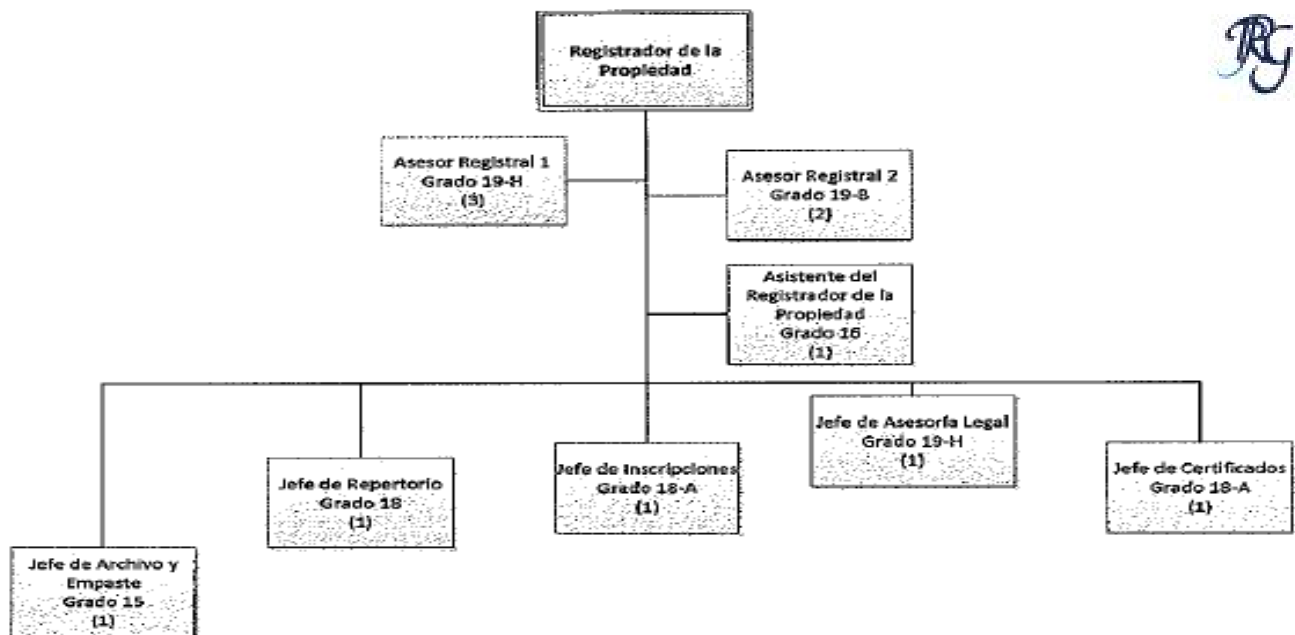 Registrador de la
Propiedad
Asesor Registral 1
Grado 19-H
(3)
Asesor Registral 2
Grado 19-B
(2)
Asistente del
Registrador de la
Propiedad
Grado 16
(1)
Jefe de Archivo y
Empaste
Grado 15
(1)
Jefe de Repertorio
Grado 18
(1)
Jefe de Inscripciones
Grado 18-A
(1)
Jefe de Asesoría Legal
Grado 19-H
(1)
Jefe de Certificados
Grado 18-A
(1)